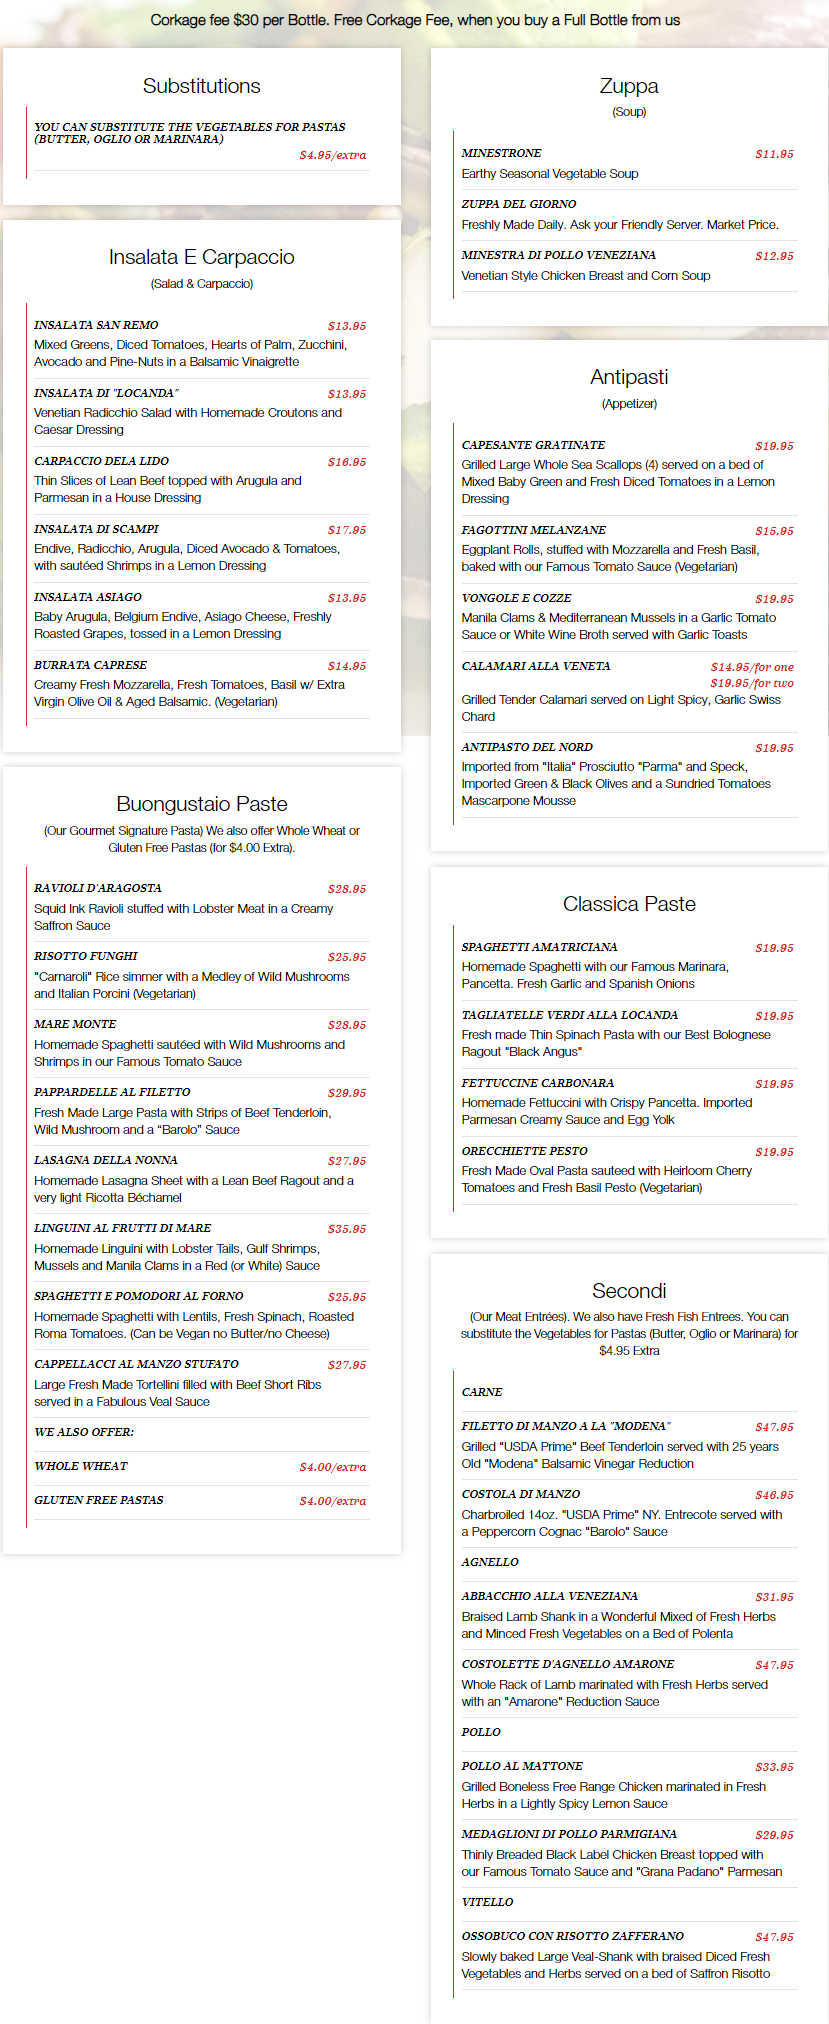 Corkage fee $30 per Bottle. Free Corkage Fee, when you buy a Full Bottle from us
Substitutions
YOU CAN SUBSTITUTE THE VEGETABLES FOR PASTAS
(BUTTER, OGLIO OR MARINARA)
$4.95/extra
Insalata E Carpaccio
(Salad & Carpaccio)
INSALATA SAN REMO $13.95
Mixed Greens, Diced Tomatoes, Hearts of Palm, Zucchini,
Avocado and Pine-Nuts in a Balsamic Vinaigrette
INSALATA DI "LOCANDA" $13.95
Venetian Radicchio Salad with Homemade Croutons and
Caesar Dressing
CARPACCIO DELA LIDO $16.95
Thin Slices of Lean Beef topped with Arugula and
Parmesan in a House Dressing
INSALATA DI SCAMPI $17.95
Endive, Radicchio, Arugula, Diced Avocado & Tomatoes,
with sautéed Shrimps in a Lemon Dressing
INSALATA ASIAGO $13.95
Baby Arugula, Belgium Endive, Asiago Cheese, Freshly
Roasted Grapes, tossed in a Lemon Dressing
BURRATA CAPRESE $14.95
Creamy Fresh Mozzarella, Fresh Tomatoes, Basil w/ Extra
Virgin Olive Oil & Aged Balsamic. (Vegetarian)
Buongustaio Paste
(Our Gourmet Signature Pasta) We also offer Whole Wheat or
Gluten Free Pastas (for $4.00 Extra).
RAVIOLI D'ARAGOSTA $28.95
Squid Ink Ravioli stuffed with Lobster Meat in a Creamy
Saffron Sauce
RISOTTO FUNGHI $25.95
"Carnaroli" Rice simmer with a Medley of Wild Mushrooms
and Italian Porcini (Vegetarian)
MARE MONTE $28.95
Homemade Spaghetti sautéed with Wild Mushrooms and
Shrimps in our Famous Tomato Sauce
PAPPARDELLE AL FILETTO $29.95
Fresh Made Large Pasta with Strips of Beef Tenderloin,
Wild Mushroom and a “Barolo” Sauce
LASAGNA DELLA NONNA $27.95
Homemade Lasagna Sheet with a Lean Beef Ragout and a
very light Ricotta Béchamel
LINGUINI AL FRUTTI DI MARE $35.95
Homemade Linguini with Lobster Tails, Gulf Shrimps,
Mussels and Manila Clams in a Red (or White) Sauce
SPAGHETTI E POMODORI AL FORNO $25.95
Homemade Spaghetti with Lentils, Fresh Spinach, Roasted
Roma Tomatoes. (Can be Vegan no Butter/no Cheese)
CAPPELLACCI AL MANZO STUFATO $27.95
Large Fresh Made Tortellini filled with Beef Short Ribs
served in a Fabulous Veal Sauce
WE ALSO OFFER:
WHOLE WHEAT $4.00/extra
GLUTEN FREE PASTAS $4.00/extra
Zuppa
(Soup)
MINESTRONE $11.95
Earthy Seasonal Vegetable Soup
ZUPPA DEL GIORNO
Freshly Made Daily. Ask your Friendly Server. Market Price.
MINESTRA DI POLLO VENEZIANA $12.95
Venetian Style Chicken Breast and Corn Soup
Antipasti
(Appetizer)
CAPESANTE GRATINATE $19.95
Grilled Large Whole Sea Scallops (4) served on a bed of
Mixed Baby Green and Fresh Diced Tomatoes in a Lemon
Dressing
FAGOTTINI MELANZANE $15.95
Eggplant Rolls, stuffed with Mozzarella and Fresh Basil,
baked with our Famous Tomato Sauce (Vegetarian)
VONGOLE E COZZE $19.95
Manila Clams & Mediterranean Mussels in a Garlic Tomato
Sauce or White Wine Broth served with Garlic Toasts
CALAMARI ALLA VENETA $14.95/for one
$19.95/for two
Grilled Tender Calamari served on Light Spicy, Garlic Swiss
Chard
ANTIPASTO DEL NORD $19.95
Imported from "Italia" Prosciutto "Parma" and Speck,
Imported Green & Black Olives and a Sundried Tomatoes
Mascarpone Mousse
Classica Paste
SPAGHETTI AMATRICIANA $19.95
Homemade Spaghetti with our Famous Marinara,
Pancetta. Fresh Garlic and Spanish Onions
TAGLIATELLE VERDI ALLA LOCANDA $19.95
Fresh made Thin Spinach Pasta with our Best Bolognese
Ragout "Black Angus"
FETTUCCINE CARBONARA $19.95
Homemade Fettuccini with Crispy Pancetta. Imported
Parmesan Creamy Sauce and Egg Yolk
ORECCHIETTE PESTO $19.95
Fresh Made Oval Pasta sauteed with Heirloom Cherry
Tomatoes and Fresh Basil Pesto (Vegetarian)
Secondi
(Our Meat Entrées). We also have Fresh Fish Entrees. You can
substitute the Vegetables for Pastas (Butter, Oglio or Marinara) for
$4.95 Extra
CARNE
FILETTO DI MANZO A LA "MODENA" $47.95
Grilled "USDA Prime" Beef Tenderloin served with 25 years
Old "Modena" Balsamic Vinegar Reduction
COSTOLA DI MANZO $46.95
Charbroiled 14oz. "USDA Prime" NY. Entrecote served with
a Peppercorn Cognac "Barolo" Sauce
AGNELLO
ABBACCHIO ALLA VENEZIANA $31.95
Braised Lamb Shank in a Wonderful Mixed of Fresh Herbs
and Minced Fresh Vegetables on a Bed of Polenta
COSTOLETTE D'AGNELLO AMARONE $47.95
Whole Rack of Lamb marinated with Fresh Herbs served
with an "Amarone" Reduction Sauce
POLLO
POLLO AL MATTONE $33.95
Grilled Boneless Free Range Chicken marinated in Fresh
Herbs in a Lightly Spicy Lemon Sauce
MEDAGLIONI DI POLLO PARMIGIANA $29.95
Thinly Breaded Black Label Chicken Breast topped with
our Famous Tomato Sauce and "Grana Padano" Parmesan
VITELLO
OSSOBUCO CON RISOTTO ZAFFERANO $47.95
Slowly baked Large Veal-Shank with braised Diced Fresh
Vegetables and Herbs served on a bed of Saffron Risotto